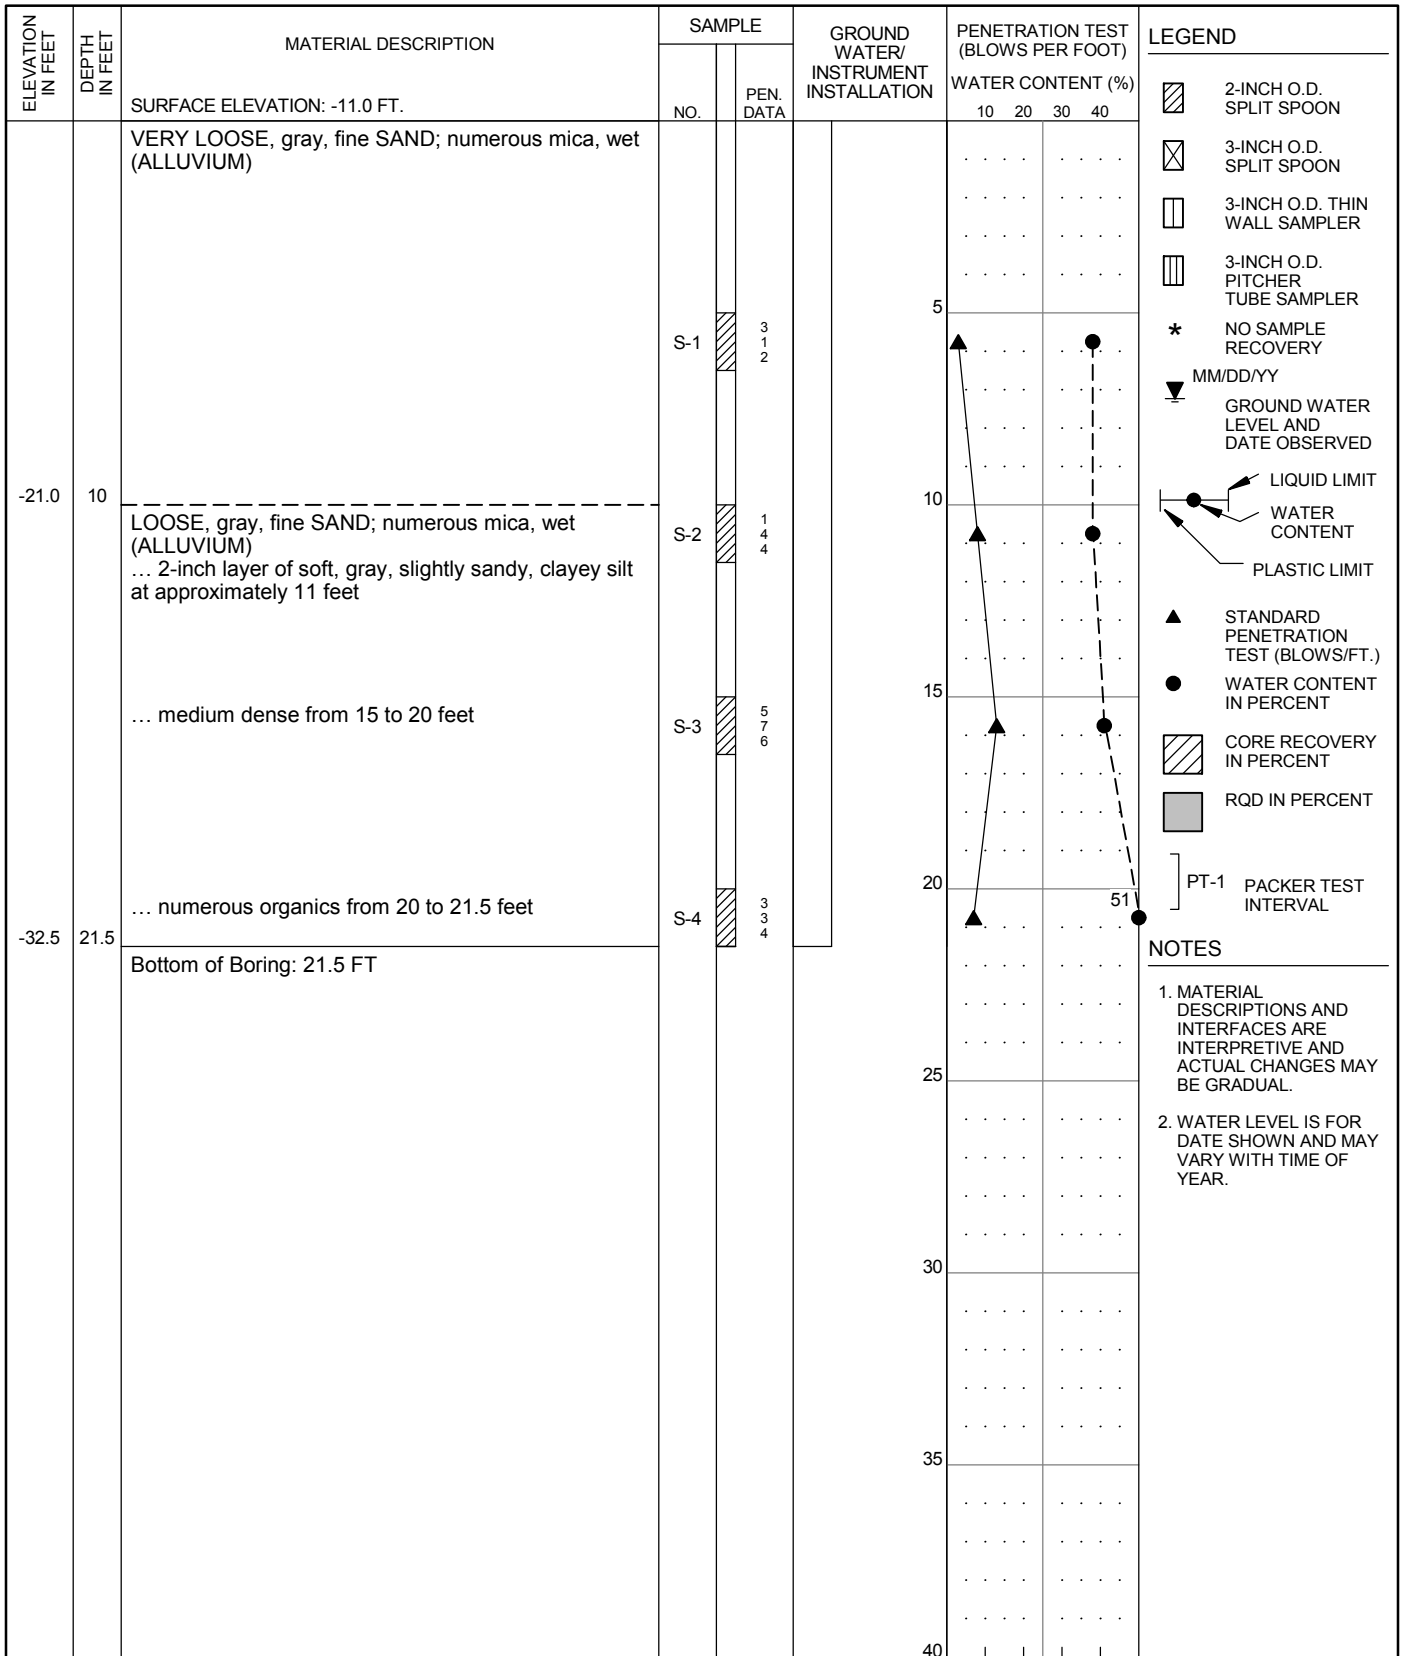 ELEVATION
IN FEET
DEPTH
IN FEET
MATERIAL DESCRIPTION
SURFACE ELEVATION: -11.0 FT.
SAMPLE
NO.
PEN.
DATA
GROUND
WATER/
INSTRUMENT
INSTALLATION
PENETRATION TEST
(BLOWS PER FOOT)
WATER CONTENT (%)
10 20 30 40
VERY LOOSE, gray, fine SAND; numerous mica, wet
(ALLUVIUM)
5
S-1
3
1
2
-21.0 10
10
LOOSE, gray, fine SAND; numerous mica, wet
(ALLUVIUM)
… 2-inch layer of soft, gray, slightly sandy, clayey silt
at approximately 11 feet
S-2
1
4
4
15
… medium dense from 15 to 20 feet
S-3
5
7
6
20
… numerous organics from 20 to 21.5 feet
S-4
3
3
4
51
-32.5 21.5
Bottom of Boring: 21.5 FT
25
30
35
40
LEGEND
2-INCH O.D.
SPLIT SPOON
3-INCH O.D.
SPLIT SPOON
3-INCH O.D. THIN
WALL SAMPLER
3-INCH O.D.
PITCHER
TUBE SAMPLER
* NO SAMPLE
RECOVERY
MM/DD/YY
GROUND WATER
LEVEL AND
DATE OBSERVED
LIQUID LIMIT
WATER
CONTENT
PLASTIC LIMIT
STANDARD
PENETRATION
TEST (BLOWS/FT.)
WATER CONTENT
IN PERCENT
CORE RECOVERY
IN PERCENT
RQD IN PERCENT
PT-1 PACKER TEST
INTERVAL
NOTES
1. MATERIAL
DESCRIPTIONS AND
INTERFACES ARE
INTERPRETIVE AND
ACTUAL CHANGES MAY
BE GRADUAL.
2. WATER LEVEL IS FOR
DATE SHOWN AND MAY
VARY WITH TIME OF
YEAR.